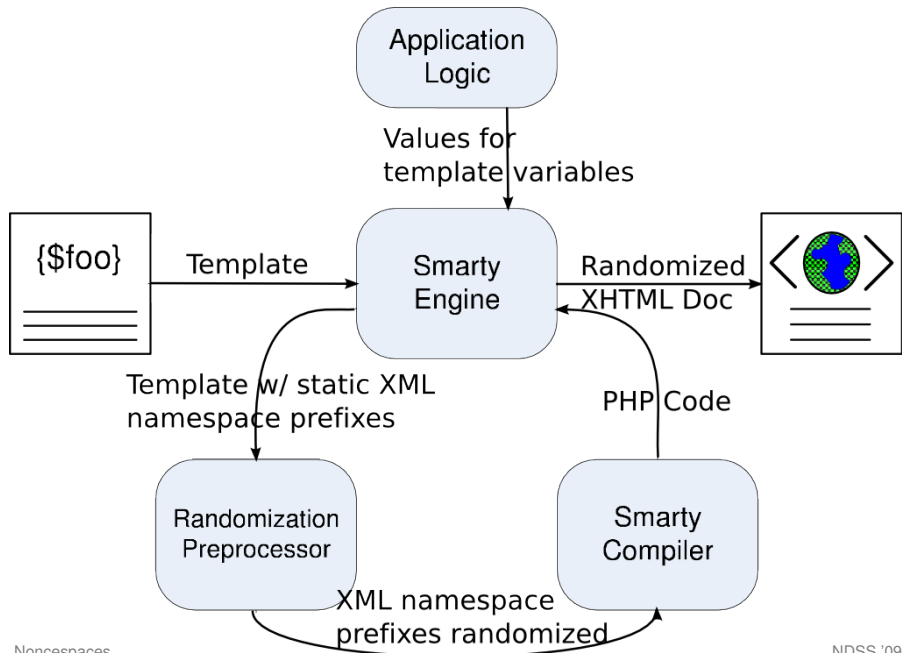 Application
Logic
Values for
template variables
{$foo}
Template
Smarty
Engine
Randomized
XHTML Doc
Template w/ static XML
namespace prefixes
PHP Code
Randomization
Preprocessor
Smarty
Compiler
XML namespace
prefixes randomized
Noncespaces
NDSS '09